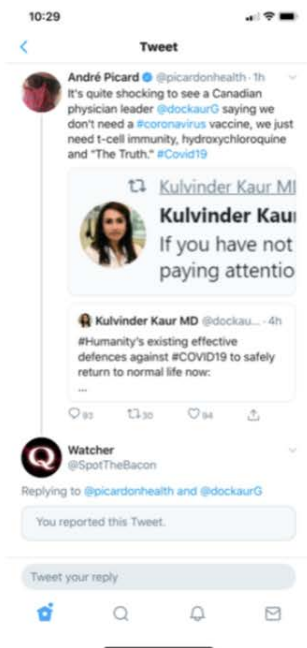 10:29
Tweet
André Picard @picardonhealth · 1h
It's quite shocking to see a Canadian
physician leader @dockaurG saying we
don't need a #coronavirus vaccine, we just
need t-cell immunity, hydroxychloroquine
and "The Truth." #Covid19
Kulvinder Kaur MI
Kulvinder Kau
If you have not
paying attentio
Kulvinder Kaur MD @dockau... · 4h
#Humanity's existing effective
defences against #COVID19 to safely
return to normal life now:
...
93 30 94
Q
Watcher
@SpotTheBacon
Replying to @picardonhealth and @dockaurG
You reported this Tweet.
Tweet your reply